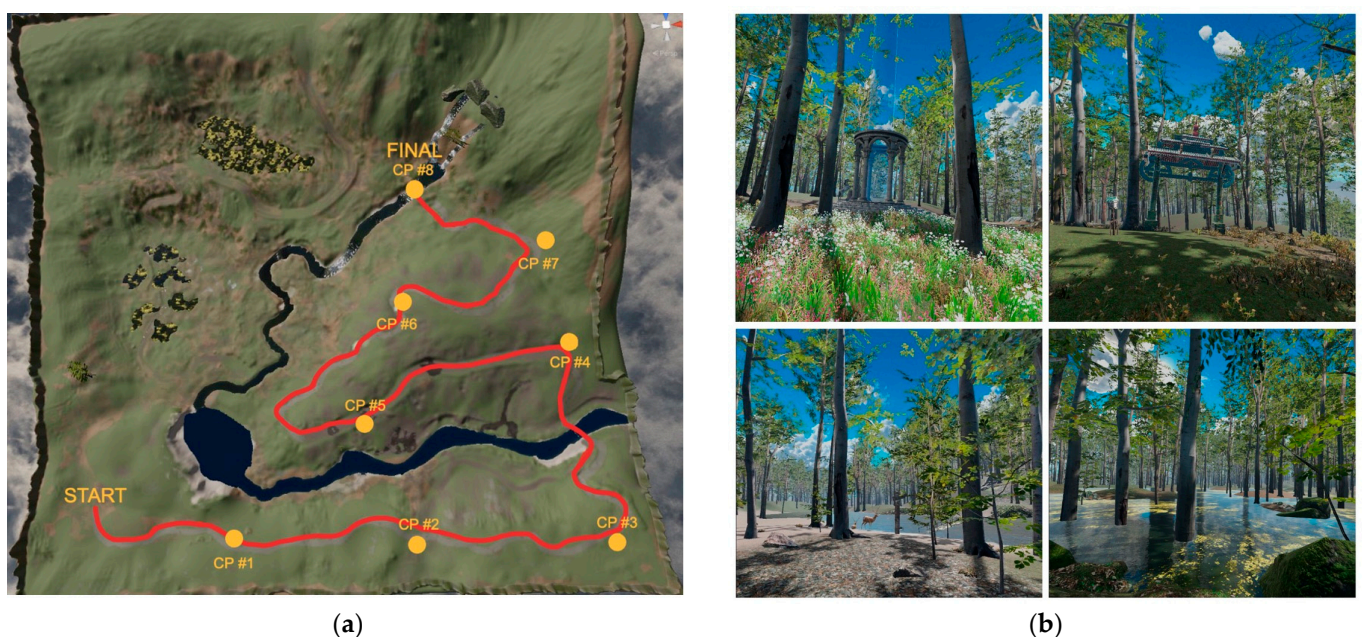 FINAL
CP #8
CP #7
CP #6
CP #4
CP #5
START
CP #2
CP #3
CP #1
(a)
(b)